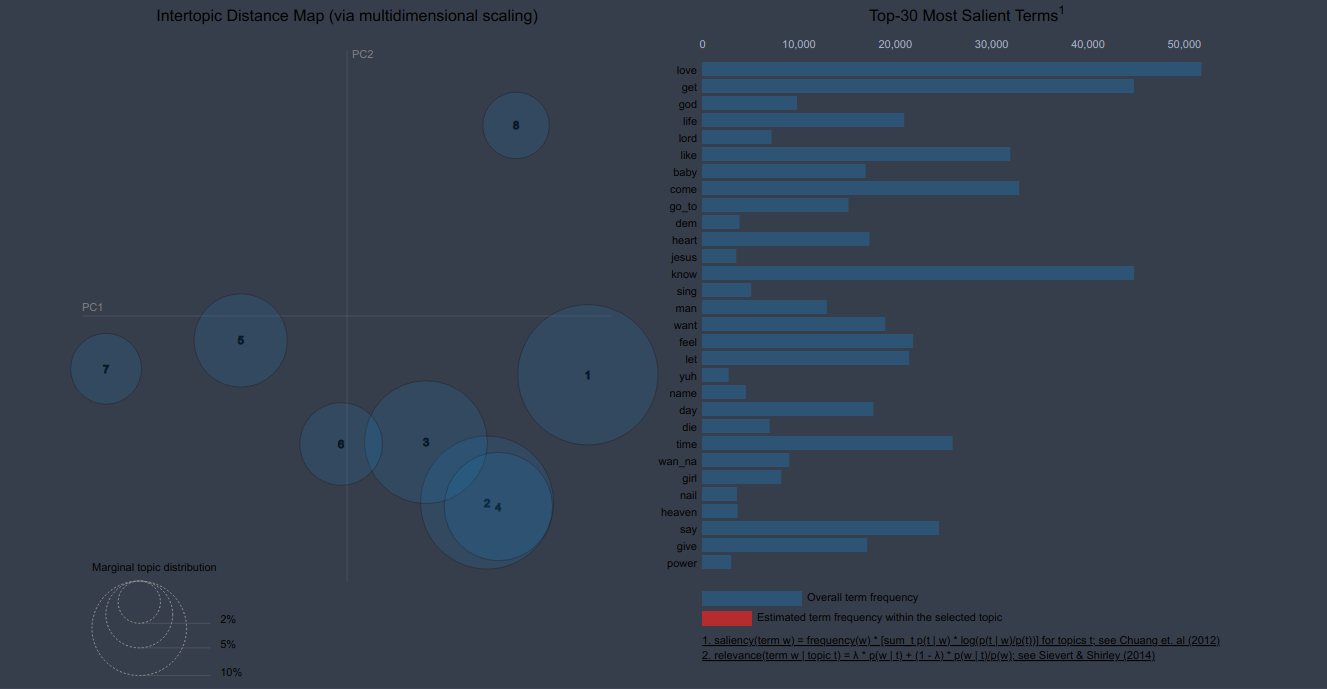 Intertopic Distance Map (via multidimensional scaling)
PC2
PC1
8
5
7
1
6
3
2
4
Marginal topic distribution
2%
5%
10%
Top-30 Most Salient Terms1
0 10,000 20,000 30,000 40,000 50,000
love
get
god
life
lord
like
baby
come
go_to
dem
heart
jesus
know
sing
man
want
feel
let
yuh
name
day
die
time
wan_na
girl
nail
heaven
say
give
power
Overall term frequency
Estimated term frequency within the selected topic
1. saliency(term w) = frequency(w) * [sum_t p(t | w) * log(p(t | w)/p(t))] for topics t; see Chuang et. al (2012)
2. relevance(term w | topic t) = λ * p(w | t) + (1 - λ) * p(w | t)/p(w); see Sievert & Shirley (2014)